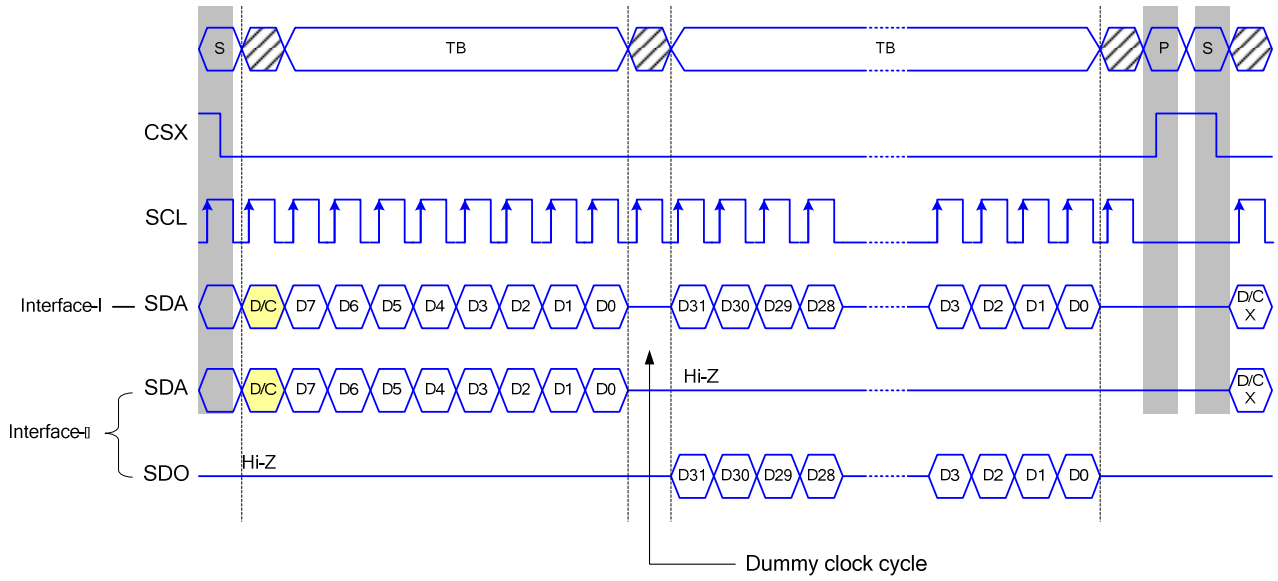 S TB TB P S
CSX
SCL
Interface-I SDA D/C D7 D6 D5 D4 D3 D2 D1 D0 D31 D30 D29 D28 D3 D2 D1 D0 D/C
X
SDA D/C D7 D6 D5 D4 D3 D2 D1 D0 Hi-Z D/C
X
Interface-▯
SDO Hi-Z D31 D30 D29 D28 D3 D2 D1 D0
Dummy clock cycle